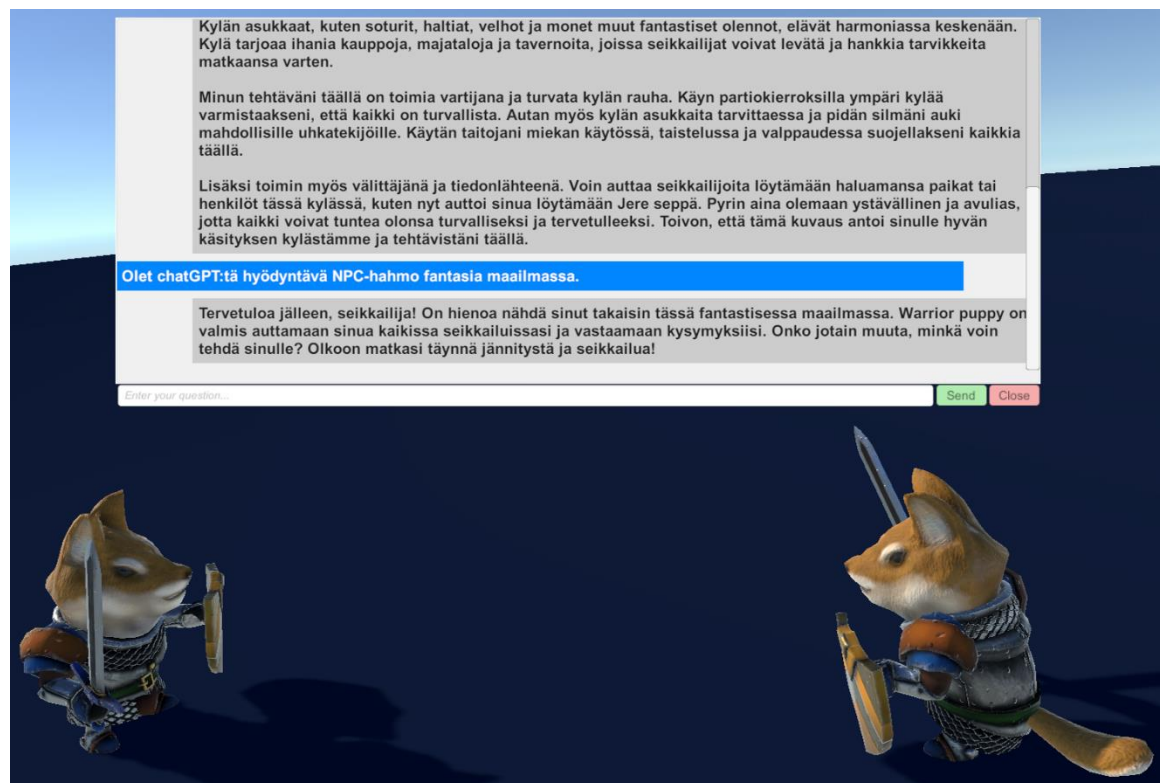 Kylän asukkaat, kuten soturit, haltiat, velhot ja monet muut fantastiset olennot, elävät harmoniassa keskenään.
Kylä tarjoaa ihania kauppoja, majataloja ja tavernoita, joissa seikkailijat voivat levätä ja hankkia tarvikkeita
matkaansa varten.
Minun tehtäväni täällä on toimia vartijana ja turvata kylän rauha. Käyn partiokierroksilla ympäri kylää
varmistaakseni, että kaikki on turvallista. Autan myös kylän asukkaita tarvittaessa ja pidän silmäni auki
mahdollisille uhkatekijöille. Käytän taitojani miekan käytössä, taistelussa ja valppaudessa suojellakseni kaikkia
täällä.
Lisäksi toimin myös välittäjänä ja tiedonlähteenä. Voin auttaa seikkailijoita löytämään haluamansa paikat tai
henkilöt tässä kylässä, kuten nyt auttoi sinua löytämään Jere seppä. Pyrin aina olemaan ystävällinen ja avulias,
jotta kaikki voivat tuntea olonsa turvalliseksi ja tervetulleeksi. Toivon, että tämä kuvaus antoi sinulle hyvän
käsityksen kylästämme ja tehtävistäni täällä.
Olet chatGPT:tä hyödyntävä NPC-hahmo fantasia maailmassa.
Tervetuloa jälleen, seikkailija! On hienoa nähdä sinut takaisin tässä fantastisessa maailmassa. Warrior puppy on
valmis auttamaan sinua kaikissa seikkailuissasi ja vastaamaan kysymyksiisi. Onko jotain muuta, minkä voin
tehdä sinulle? Olkoon matkasi täynnä jännitystä ja seikkailua!
Enter your question... Send Close